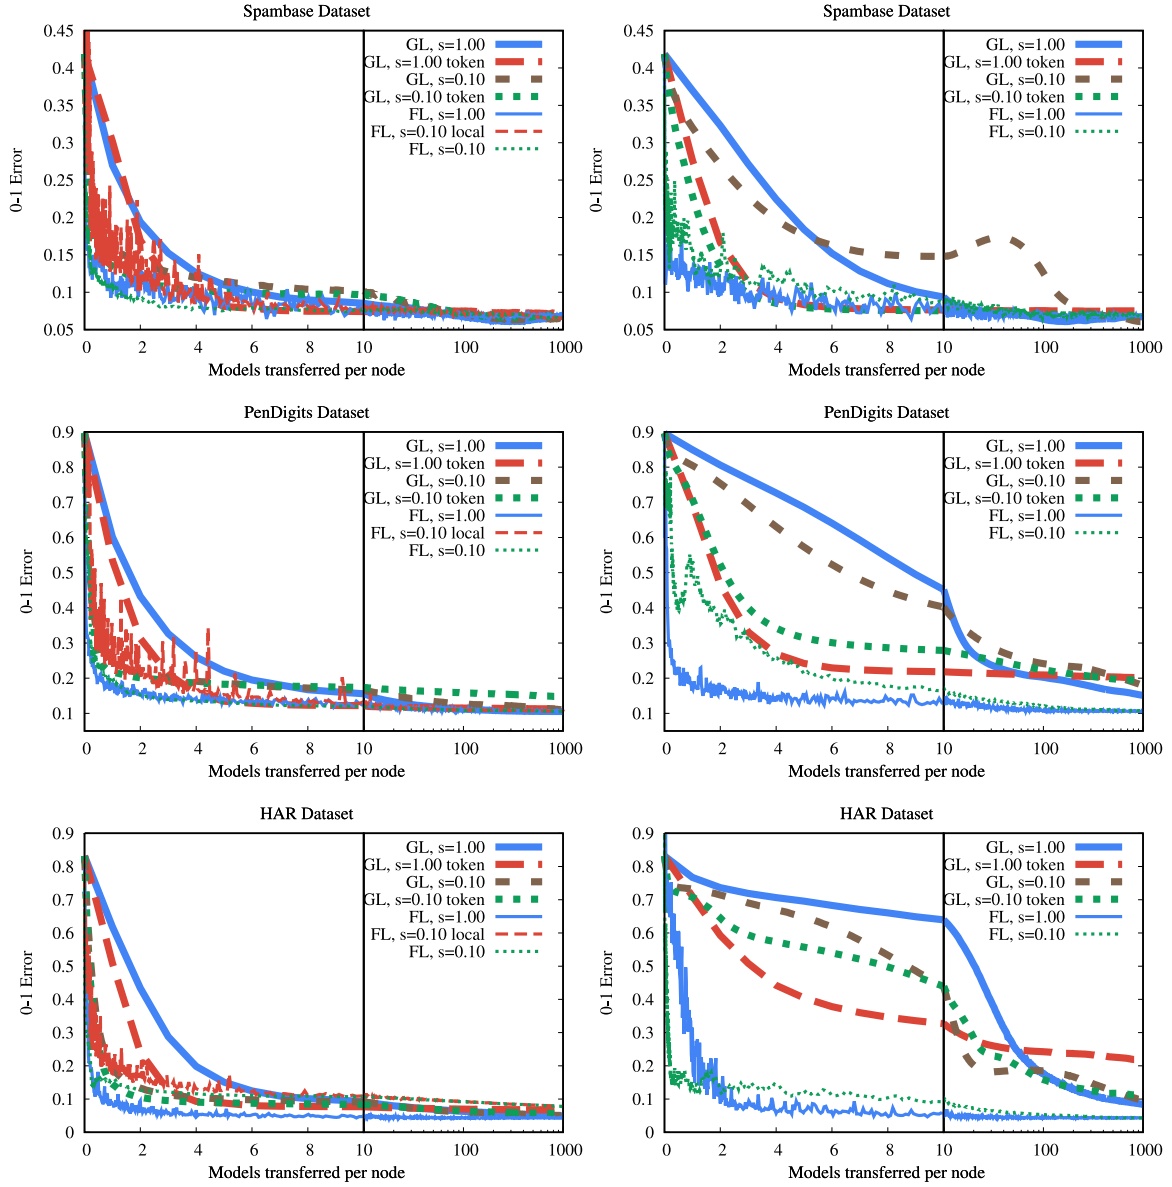 Spambase Dataset
0-1 Error
0.45
0.4
0.35
0.3
0.25
0.2
0.15
0.1
0.05
GL, s=1.00
GL, s=1.00 token
GL, s=0.10
GL, s=0.10 token
FL, s=1.00
FL, s=0.10 local
FL, s=0.10
0 2 4 6 8 10 100 1000
Models transferred per node
Spambase Dataset
0-1 Error
0.45
0.4
0.35
0.3
0.25
0.2
0.15
0.1
0.05
GL, s=1.00
GL, s=1.00 token
GL, s=0.10
GL, s=0.10 token
FL, s=1.00
FL, s=0.10
0 2 4 6 8 10 100 1000
Models transferred per node
PenDigits Dataset
0-1 Error
0.9
0.8
0.7
0.6
0.5
0.4
0.3
0.2
0.1
GL, s=1.00
GL, s=1.00 token
GL, s=0.10
GL, s=0.10 token
FL, s=1.00
FL, s=0.10 local
FL, s=0.10
0 2 4 6 8 10 100 1000
Models transferred per node
PenDigits Dataset
0-1 Error
0.9
0.8
0.7
0.6
0.5
0.4
0.3
0.2
0.1
GL, s=1.00
GL, s=1.00 token
GL, s=0.10
GL, s=0.10 token
FL, s=1.00
FL, s=0.10
0 2 4 6 8 10 100 1000
Models transferred per node
HAR Dataset
0-1 Error
0.9
0.8
0.7
0.6
0.5
0.4
0.3
0.2
0.1
0
GL, s=1.00
GL, s=1.00 token
GL, s=0.10
GL, s=0.10 token
FL, s=1.00
FL, s=0.10 local
FL, s=0.10
0 2 4 6 8 10 100 1000
Models transferred per node
HAR Dataset
0-1 Error
0.9
0.8
0.7
0.6
0.5
0.4
0.3
0.2
0.1
0
GL, s=1.00
GL, s=1.00 token
GL, s=0.10
GL, s=0.10 token
FL, s=1.00
FL, s=0.10
0 2 4 6 8 10 100 1000
Models transferred per node